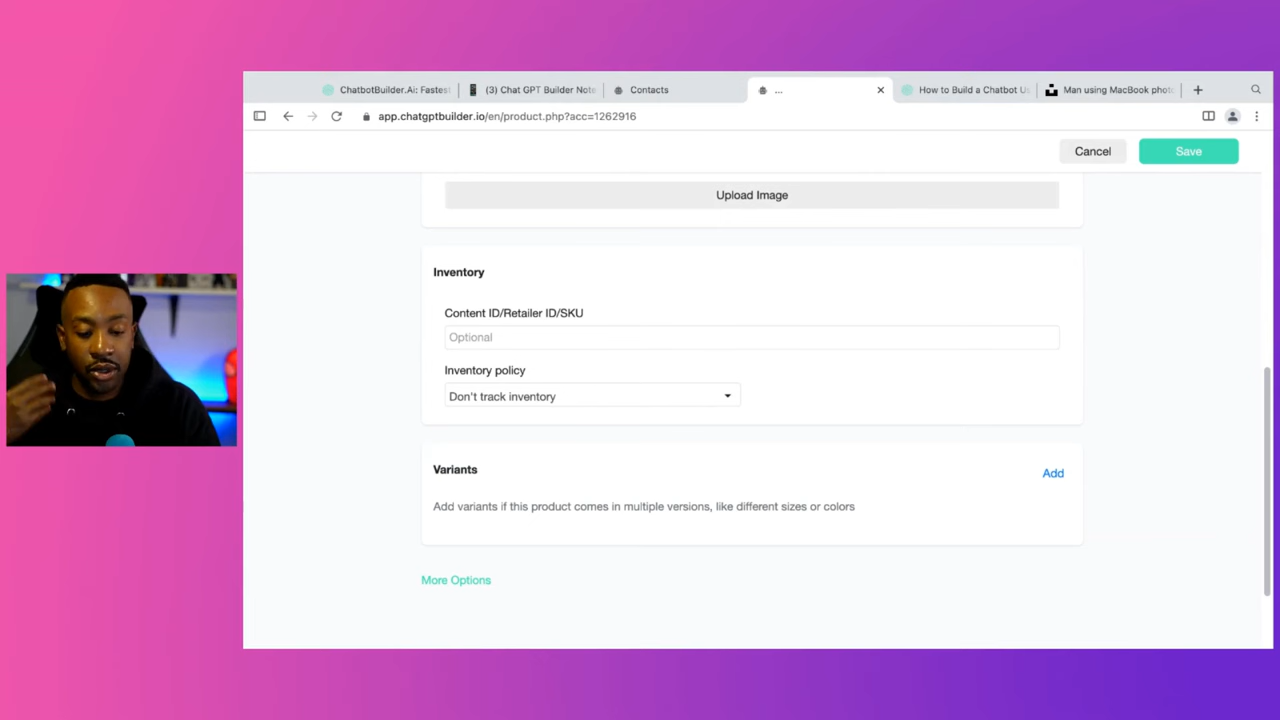 ChatbotBuilder.Ai: Fastest
(3) Chat GPT Builder Note
Contacts
...
How to Build a Chatbot Us
Man using MacBook photo
app.chatgptbuilder.io/en/product.php?acc=1262916
Cancel
Save
Upload Image
Inventory
Content ID/Retailer ID/SKU
Optional
Inventory policy
Don't track inventory
Variants
Add
Add variants if this product comes in multiple versions, like different sizes or colors
More Options